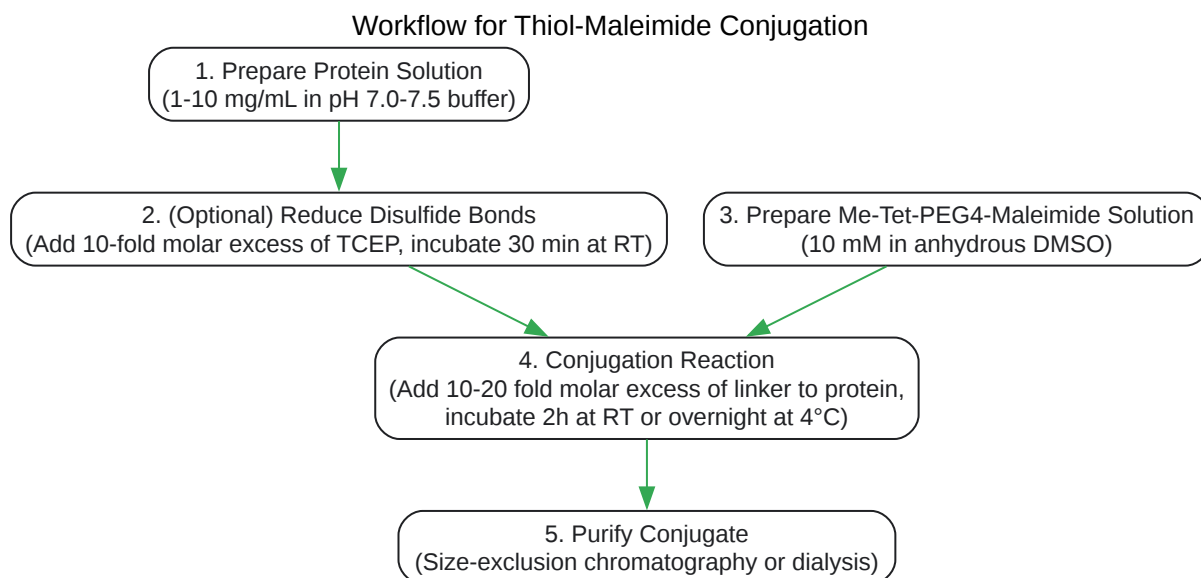 Workflow for Thiol-Maleimide Conjugation
1. Prepare Protein Solution
(1-10 mg/mL in pH 7.0-7.5 buffer)
2. (Optional) Reduce Disulfide Bonds
(Add 10-fold molar excess of TCEP, incubate 30 min at RT)
3. Prepare Me-Tet-PEG4-Maleimide Solution
(10 mM in anhydrous DMSO)
4. Conjugation Reaction
(Add 10-20 fold molar excess of linker to protein,
incubate 2h at RT or overnight at 4°C)
5. Purify Conjugate
(Size-exclusion chromatography or dialysis)